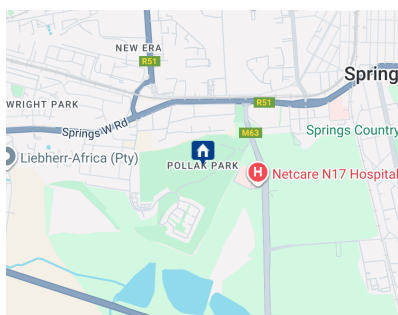 NEW ERA
R51
Spring
WRIGHT PARK
R51
Springs W Rd
M63
Springs Country
Liebherr-Africa (Pty)
POLLAK PARK
H
Netcare N17 Hospital